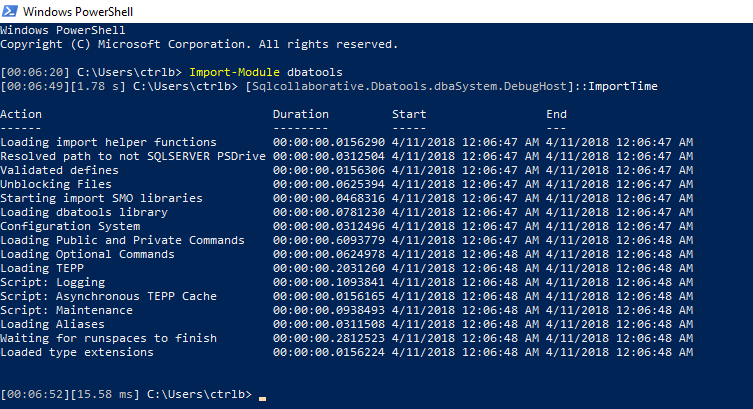 Windows PowerShell
Windows PowerShell
Copyright (C) Microsoft Corporation. All rights reserved.
[00:06:20] C:\Users\ctrlb> Import-Module dbatools
[00:06:49][1.78 s] C:\Users\ctrlb> [Sqlcollaborative.Dbatools.dbaSystem.DebugHost]::ImportTime
Action Duration Start End
------ -------- ----- ---
Loading import helper functions 00:00:00.0156290 4/11/2018 12:06:47 AM 4/11/2018 12:06:47 AM
Resolved path to not SQLSERVER PSDrive 00:00:00.0312504 4/11/2018 12:06:47 AM 4/11/2018 12:06:47 AM
Validated defines 00:00:00.0156306 4/11/2018 12:06:47 AM 4/11/2018 12:06:47 AM
Unblocking Files 00:00:00.0625394 4/11/2018 12:06:47 AM 4/11/2018 12:06:47 AM
Starting import SMO libraries 00:00:00.0468316 4/11/2018 12:06:47 AM 4/11/2018 12:06:47 AM
Loading dbatools library 00:00:00.0781230 4/11/2018 12:06:47 AM 4/11/2018 12:06:47 AM
Configuration System 00:00:00.0312496 4/11/2018 12:06:47 AM 4/11/2018 12:06:47 AM
Loading Public and Private Commands 00:00:00.6093779 4/11/2018 12:06:47 AM 4/11/2018 12:06:48 AM
Loading Optional Commands 00:00:00.0624978 4/11/2018 12:06:48 AM 4/11/2018 12:06:48 AM
Loading TEPP 00:00:00.2031260 4/11/2018 12:06:48 AM 4/11/2018 12:06:48 AM
Script: Logging 00:00:00.1093841 4/11/2018 12:06:48 AM 4/11/2018 12:06:48 AM
Script: Asynchronous TEPP Cache 00:00:00.0156165 4/11/2018 12:06:48 AM 4/11/2018 12:06:48 AM
Script: Maintenance 00:00:00.0938493 4/11/2018 12:06:48 AM 4/11/2018 12:06:48 AM
Loading Aliases 00:00:00.0311508 4/11/2018 12:06:48 AM 4/11/2018 12:06:48 AM
Waiting for runspaces to finish 00:00:00.2812523 4/11/2018 12:06:48 AM 4/11/2018 12:06:48 AM
Loaded type extensions 00:00:00.0156224 4/11/2018 12:06:48 AM 4/11/2018 12:06:48 AM
[00:06:52][15.58 ms] C:\Users\ctrlb>